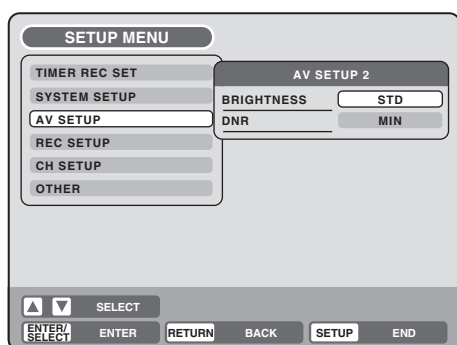 SETUP MENU
TIMER REC SET
SYSTEM SETUP
AV SETUP
REC SETUP
CH SETUP
OTHER
AV SETUP 2
BRIGHTNESS STD
DNR MIN
SELECT
ENTER/SELECT ENTER RETURN BACK SETUP END